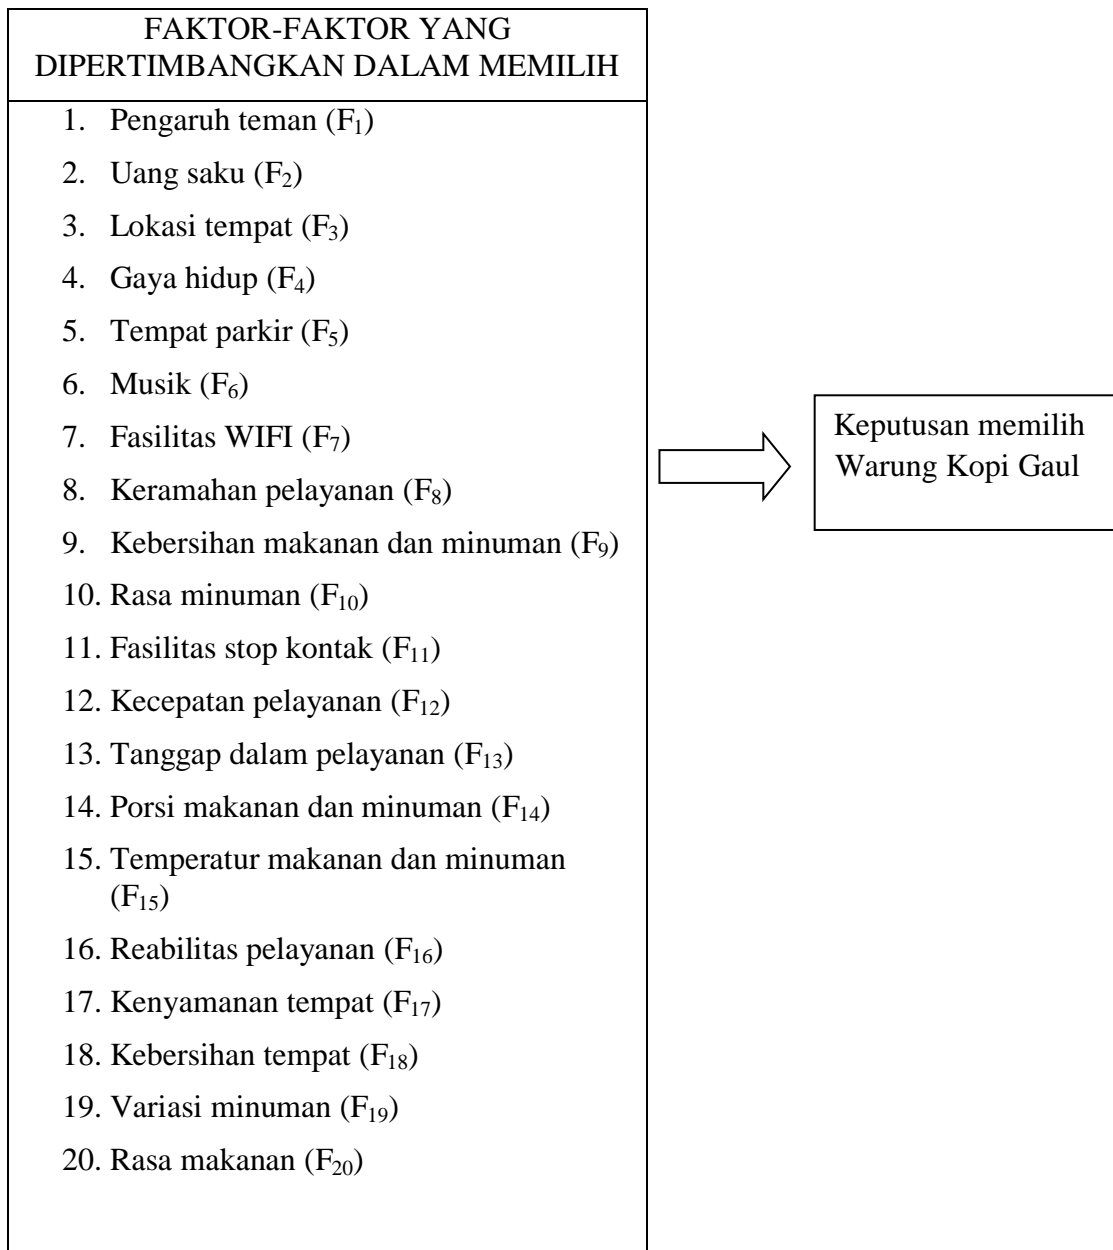 FAKTOR-FAKTOR YANG
DIPERTIMBANGKAN DALAM MEMILIH
1. Pengaruh teman (F₁)
2. Uang saku (F₂)
3. Lokasi tempat (F₃)
4. Gaya hidup (F₄)
5. Tempat parkir (F₅)
6. Musik (F₆)
7. Fasilitas WIFI (F₇)
8. Keramahan pelayanan (F₈)
9. Kebersihan makanan dan minuman (F₉)
10. Rasa minuman (F₁₀)
11. Fasilitas stop kontak (F₁₁)
12. Kecepatan pelayanan (F₁₂)
13. Tanggap dalam pelayanan (F₁₃)
14. Porsi makanan dan minuman (F₁₄)
15. Temperatur makanan dan minuman
(F₁₅)
16. Reabilitas pelayanan (F₁₆)
17. Kenyamanan tempat (F₁₇)
18. Kebersihan tempat (F₁₈)
19. Variasi minuman (F₁₉)
20. Rasa makanan (F₂₀)
Keputusan memilih
Warung Kopi Gaul